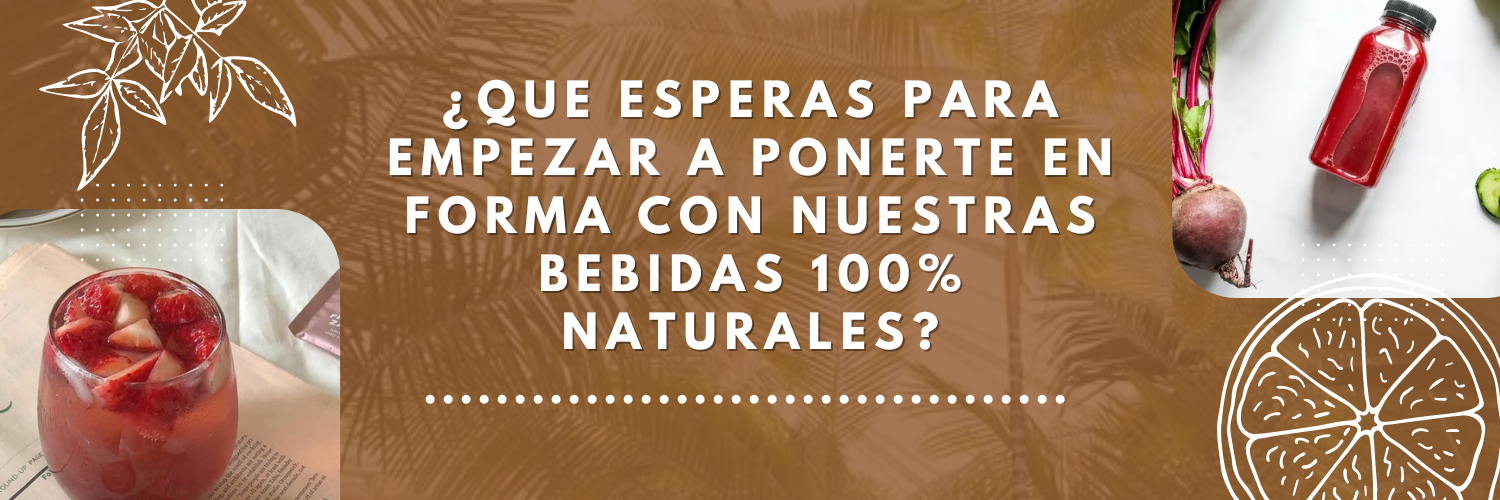 ¿QUE ESPERAS PARA
EMPEZAR A PONERTE EN
FORMA CON NUESTRAS
BEBIDAS 100%
NATURALES?